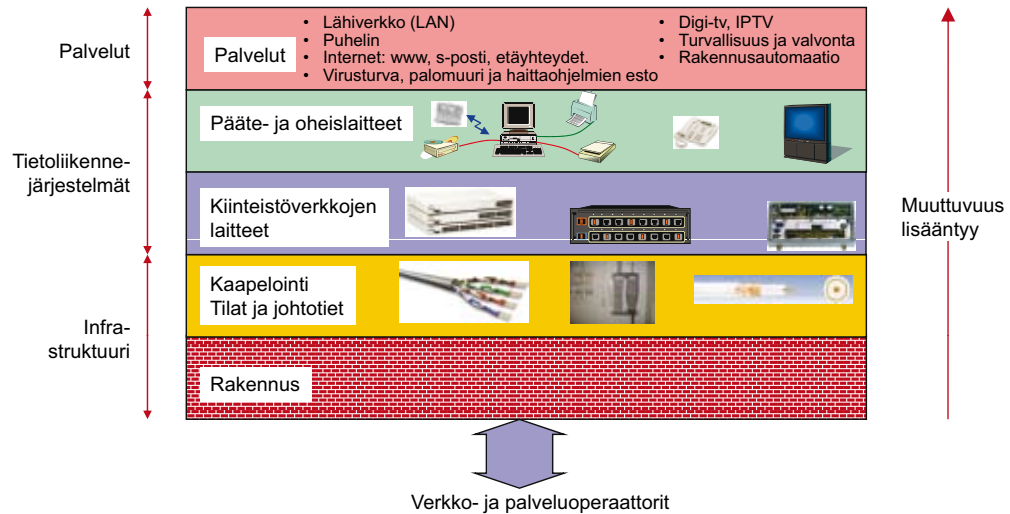 Palvelut
Palvelut
• Lähiverkko (LAN)
• Puhelin
• Internet: www, s-posti, etäyhteydet.
• Virusturva, palomuuri ja haittaohjelmien esto
• Digi-tv, IPTV
• Turvallisuus ja valvonta
• Rakennusautomaatio
Tietoliikenne-
järjestelmät
Pääte- ja oheislaitteet
Kiinteistöverkkojen
laitteet
Muuttuvuus
lisääntyy
Infra-
struktuuri
Kaapelointi
Tilat ja johtotiet
Rakennus
Verkko- ja palveluoperaattorit